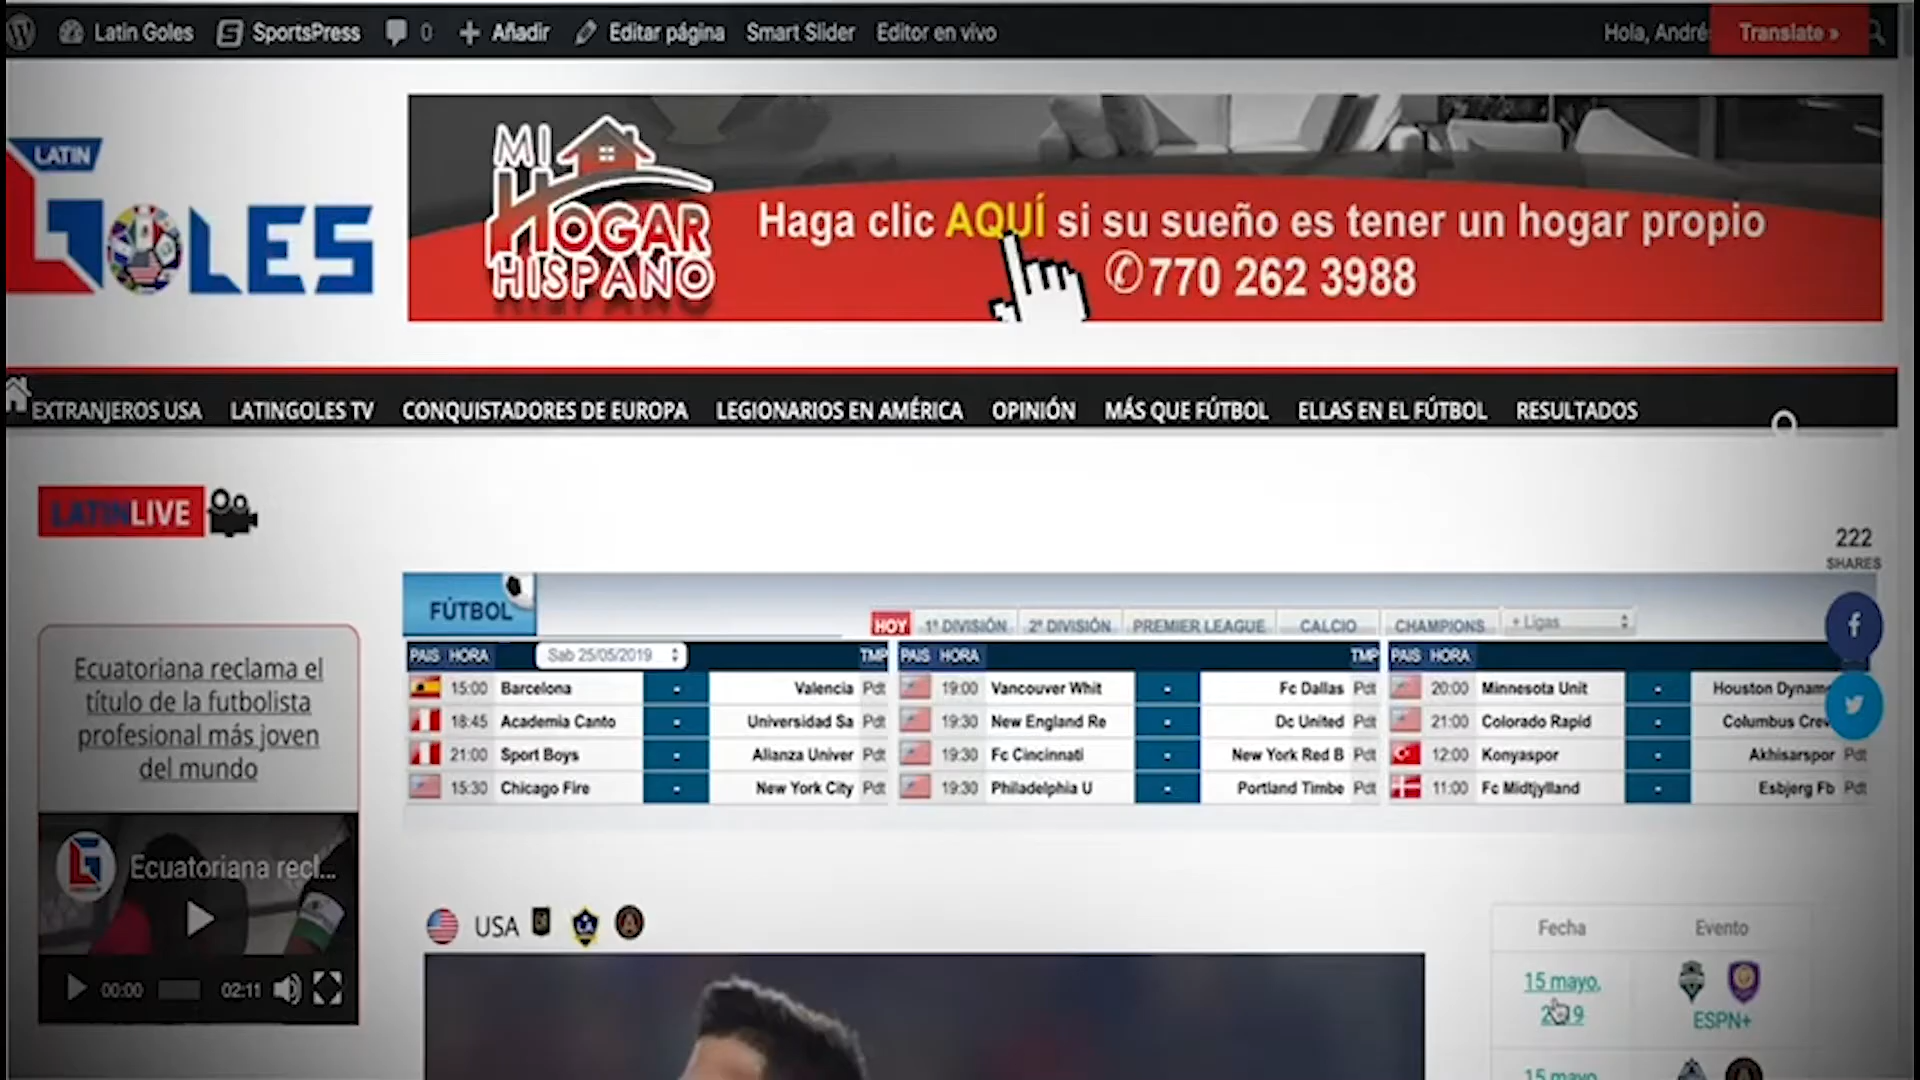 Latin Goles SportsPress 0 Añadir Editar página Smart Slider Editor en vivo Hola, André Translate »
LATIN
GOLES
MI
HOGAR
HISPANO
Haga clic AQUÍ si su sueño es tener un hogar propio
770 262 3988
EXTRANJEROS USA LATINGOLES TV CONQUISTADORES DE EUROPA LEGIONARIOS EN AMÉRICA OPINIÓN MÁS QUE FÚTBOL ELLAS EN EL FÚTBOL RESULTADOS
LATINLIVE
222
SHARES
FÚTBOL
HOY 1ª DIVISIÓN 2ª DIVISIÓN PREMIER LEAGUE CALCIO CHAMPIONS + Ligas
PAIS HORA Sab 25/05/2019 TMP PAIS HORA TMP PAIS HORA
15:00 Barcelona - Valencia Pdt 19:00 Vancouver Whit - Fc Dallas Pdt 20:00 Minnesota Unit - Houston Dynam
18:45 Academia Canto - Universidad Sa Pdt 19:30 New England Re - Dc United Pdt 21:00 Colorado Rapid - Columbus Crew
21:00 Sport Boys - Alianza Univer Pdt 19:30 Fc Cincinnati - New York Red B Pdt 12:00 Konyaspor - Akhisarspor Pdt
15:30 Chicago Fire - New York City Pdt 19:30 Philadelphia U - Portland Timbe Pdt 11:00 Fc Midtjylland - Esbjerg Fb Pdt
Ecuatoriana reclama el
título de la futbolista
profesional más joven
del mundo
Ecuatoriana recl...
00:00 02:11
USA
LA
Fecha Evento
15 mayo,
2019
ESPN+
15 mayo